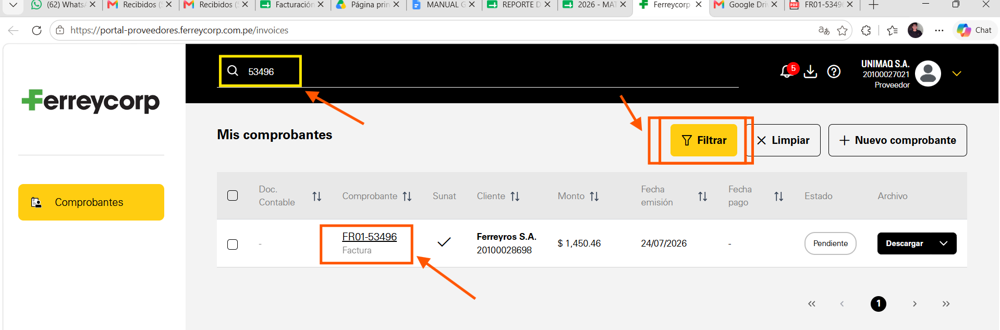 (62) Whats
Recibidos (
Recibidos (
Facturación
Página prin
MANUAL G
REPORTE D
2026 - MA
Ferreycorp
Google Dri
FR01-5349
https://portal-proveedores.ferreycorp.com.pe/invoices
Chat
Ferreycorp
53496
5
UNIMAQ S.A.
20100027021
Proveedor
Mis comprobantes
Filtrar
Limpiar
Nuevo comprobante
Comprobantes
Doc.
Contable
Comprobante
Sunat
Cliente
Monto
Fecha
emisión
Fecha
pago
Estado
Archivo
-
FR01-53496
Factura
Ferreyros S.A.
20100028698
$ 1,450.46
24/07/2026
-
Pendiente
Descargar
1